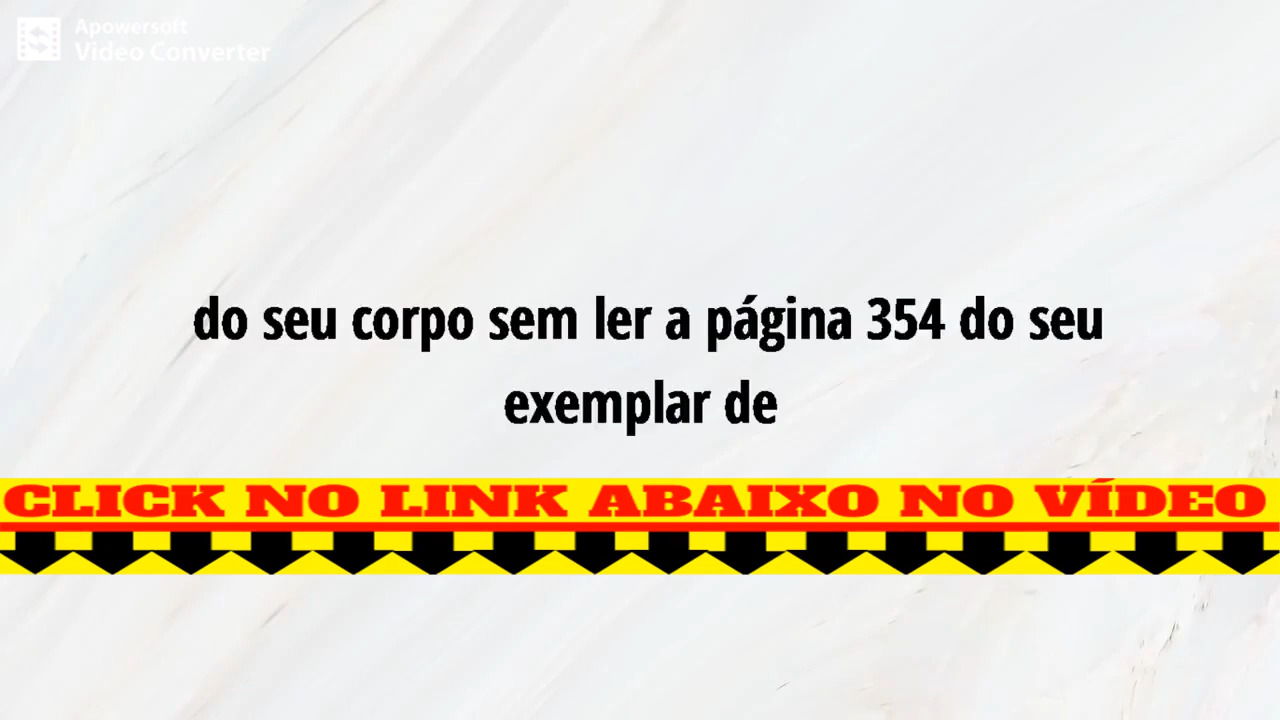 Apowersoft
Video Converter
do seu corpo sem ler a página 354 do seu
exemplar de
CLICK NO LINK ABAIXO NO VÍDEO